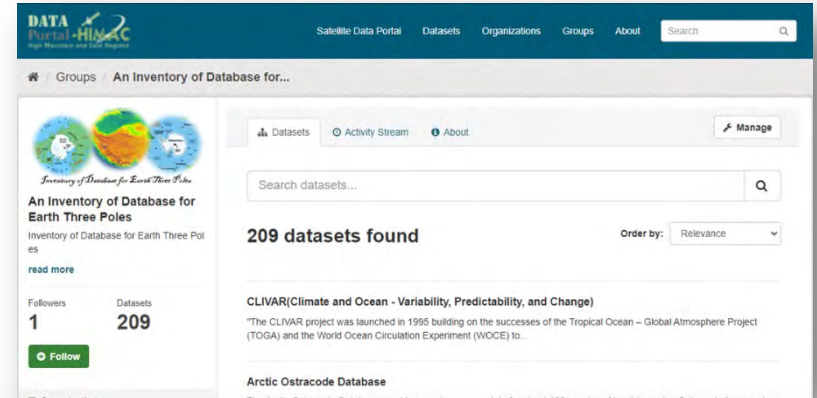 DATA
Portal-HIMAC
High Mountain and Cold Regions
Satellite Data Portal
Datasets
Organizations
Groups
About
Search
Groups / An Inventory of Database for...
Datasets
Activity Stream
About
Manage
Inventory of Database for Earth Three Poles
Search datasets...
An Inventory of Database for
Earth Three Poles
Inventory of Database for Earth Three Pol
es
read more
209 datasets found
Order by:
Relevance
Followers
Datasets
1
209
Follow
CLIVAR(Climate and Ocean - Variability, Predictability, and Change)
"The CLIVAR project was launched in 1995 building on the successes of the Tropical Ocean – Global Atmosphere Project
(TOGA) and the World Ocean Circulation Experiment (WOCE) to...
Arctic Ostracode Database